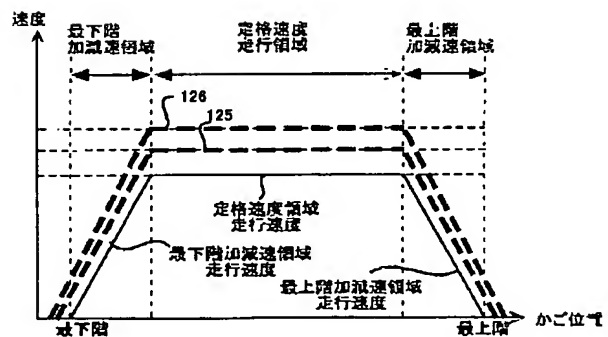 速度
最下階
加減速領域
定格速度
走行領域
最上階
加減速領域
126
125
定格速度領域
走行速度
最下階加減速領域
走行速度
最上階加減速領域
走行速度
最下階
最上階
かご位置